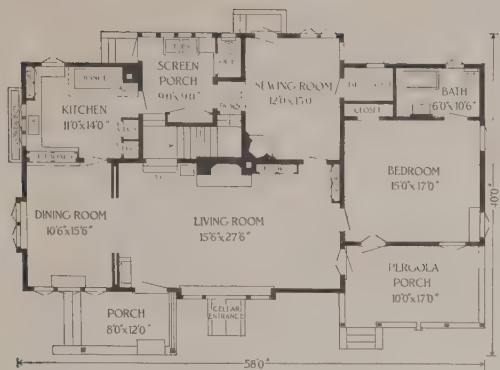 SCREEN
PORCH
9'0"x9'0"
SEWING ROOM
12'0"x15'0"
KITCHEN
11'0"x14'0"
RANGE
BATH
6'0"x10'6"
CLOSET
BEDROOM
15'0"x17'0"
DINING ROOM
10'6"x15'6"
LIVING ROOM
15'6"x27'6"
PERGOLA
PORCH
10'0"x17'0"
PORCH
8'0"x12'0"
CELLAR
ENTRANCE
40'0"
58'0"